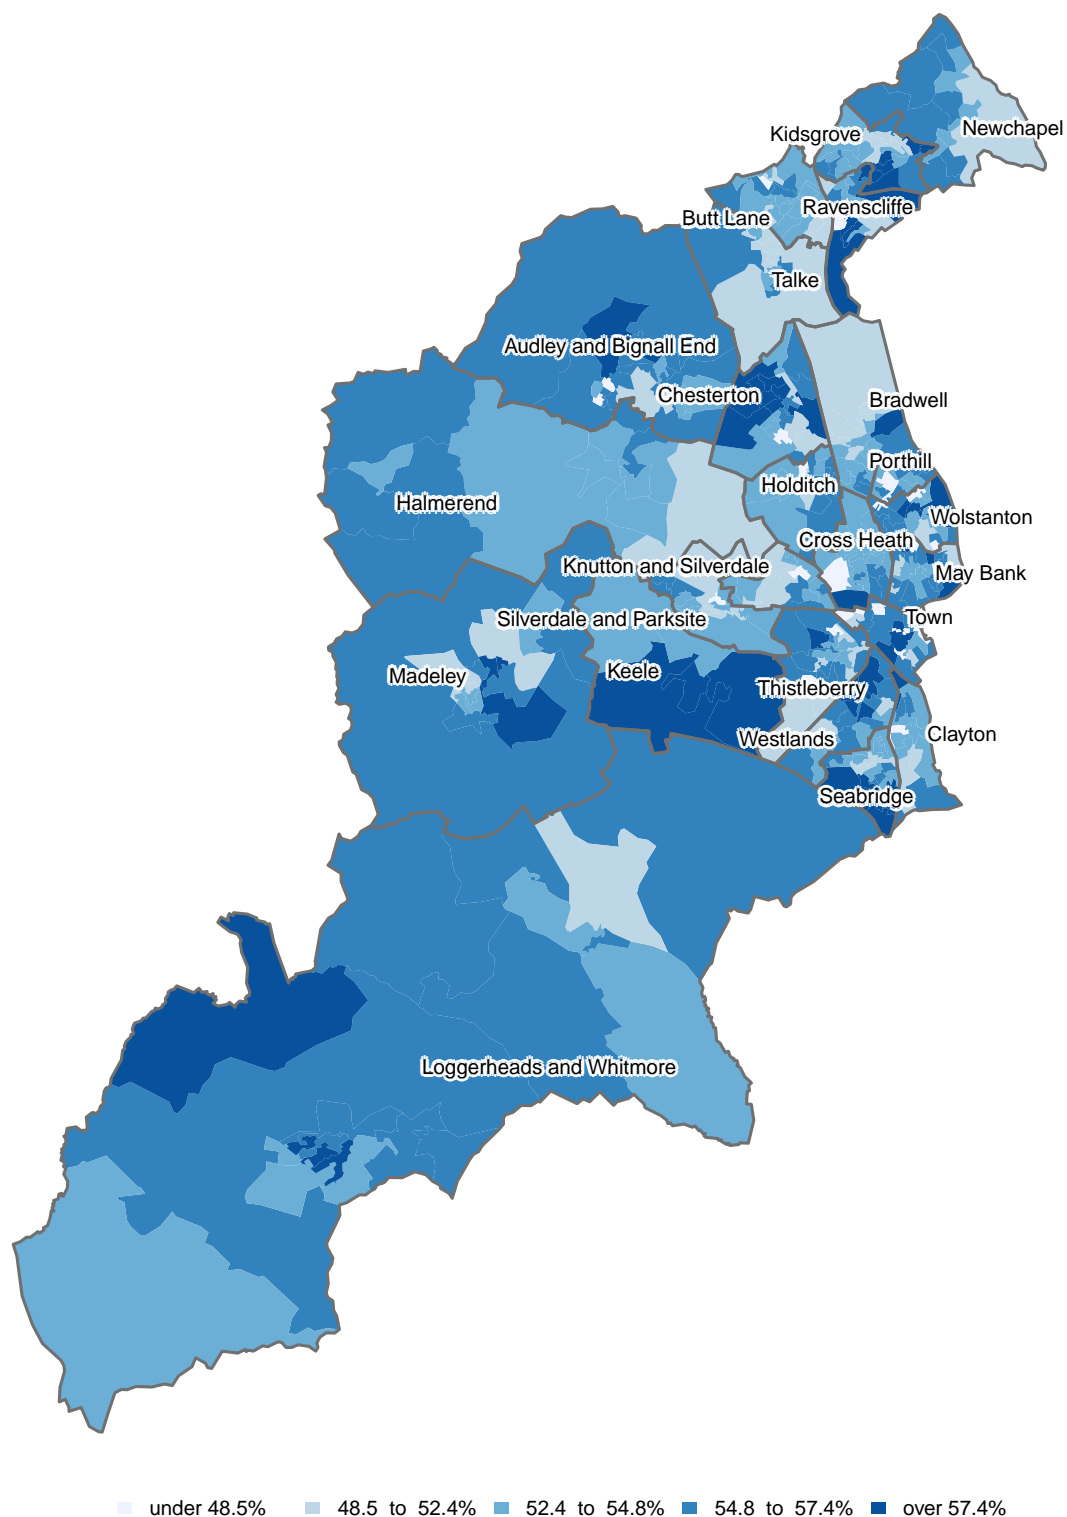 Newchapel
Kidsgrove
Ravenscliffe
Butt Lane
Talke
Audley and Bignall End
Chesterton
Bradwell
Porthill
Holditch
Halmerend
Wolstanton
Cross Heath
Knutton and Silverdale
May Bank
Silverdale and Parksite
Town
Keele
Madeley
Thistleberry
Westlands
Clayton
Seabridge
Loggerheads and Whitmore
under 48.5% 48.5 to 52.4% 52.4 to 54.8% 54.8 to 57.4% over 57.4%